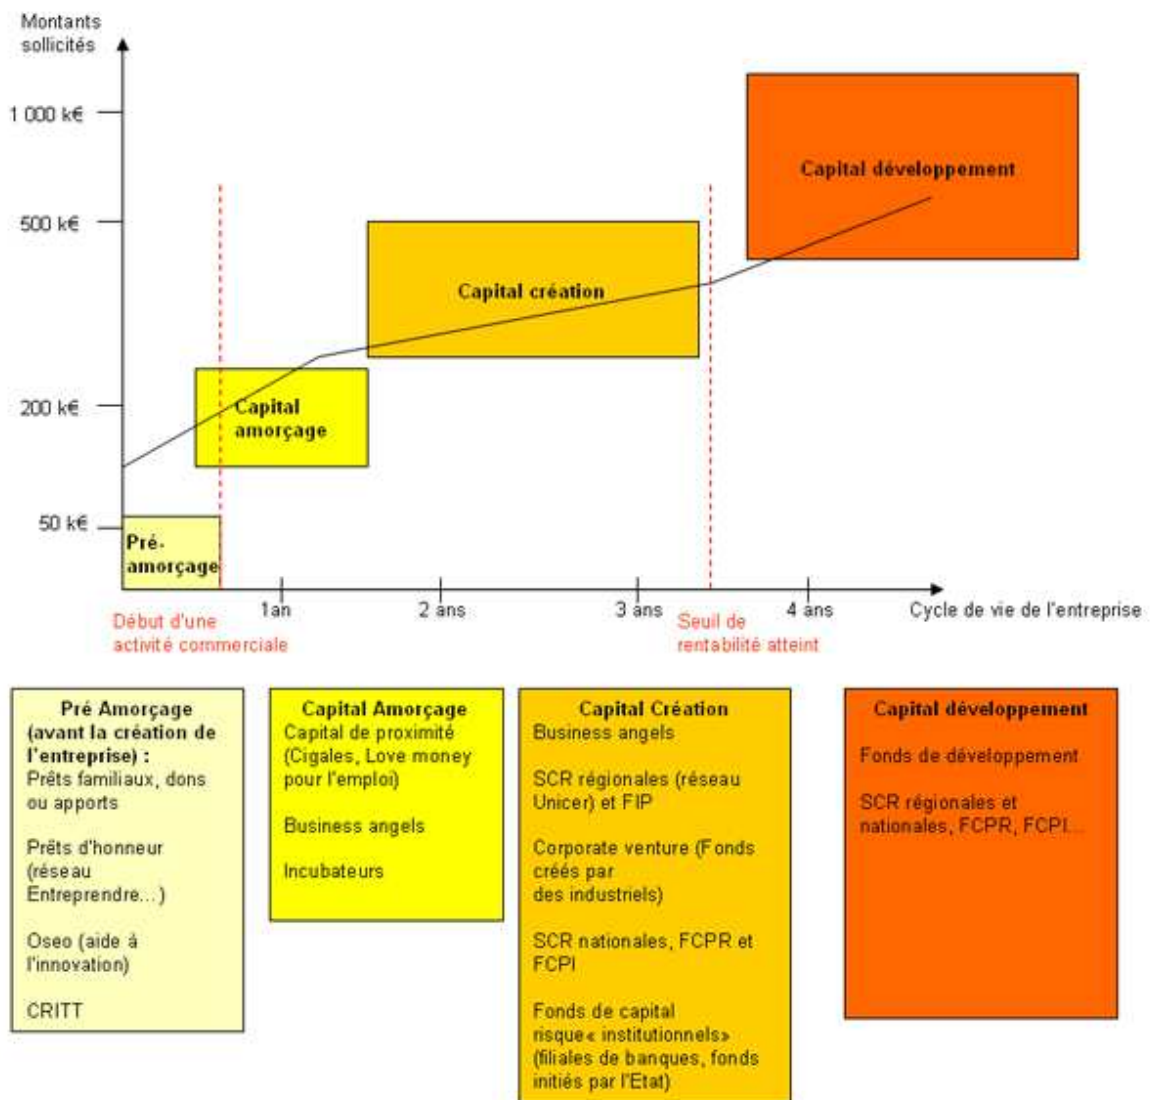 Montants
sollicités
1 000 k€
500 k€
200 k€
50 k€
Capital développement
Capital création
Capital
amorçage
Pré-
amorçage
1an
2 ans
3 ans
4 ans
Cycle de vie de l'entreprise
Début d'une
activité commerciale
Seuil de
rentabilité atteint
Pré Amorçage
(avant la création de
l'entreprise) :
Prêts familiaux, dons
ou apports
Prêts d'honneur
(réseau
Entreprendre...)
Oseo (aide à
l'innovation)
CRITT
Capital Amorçage
Capital de proximité
(Cigales, Love money
pour l'emploi)
Business angels
Incubateurs
Capital Création
Business angels
SCR régionales (réseau
Unicer) et FIP
Corporate venture (Fonds
créés par
des industriels)
SCR nationales, FCPR et
FCPI
Fonds de capital
risque« institutionnels»
(filiales de banques, fonds
initiés par l'Etat)
Capital développement
Fonds de développement
SCR régionales et
nationales, FCPR, FCPI...